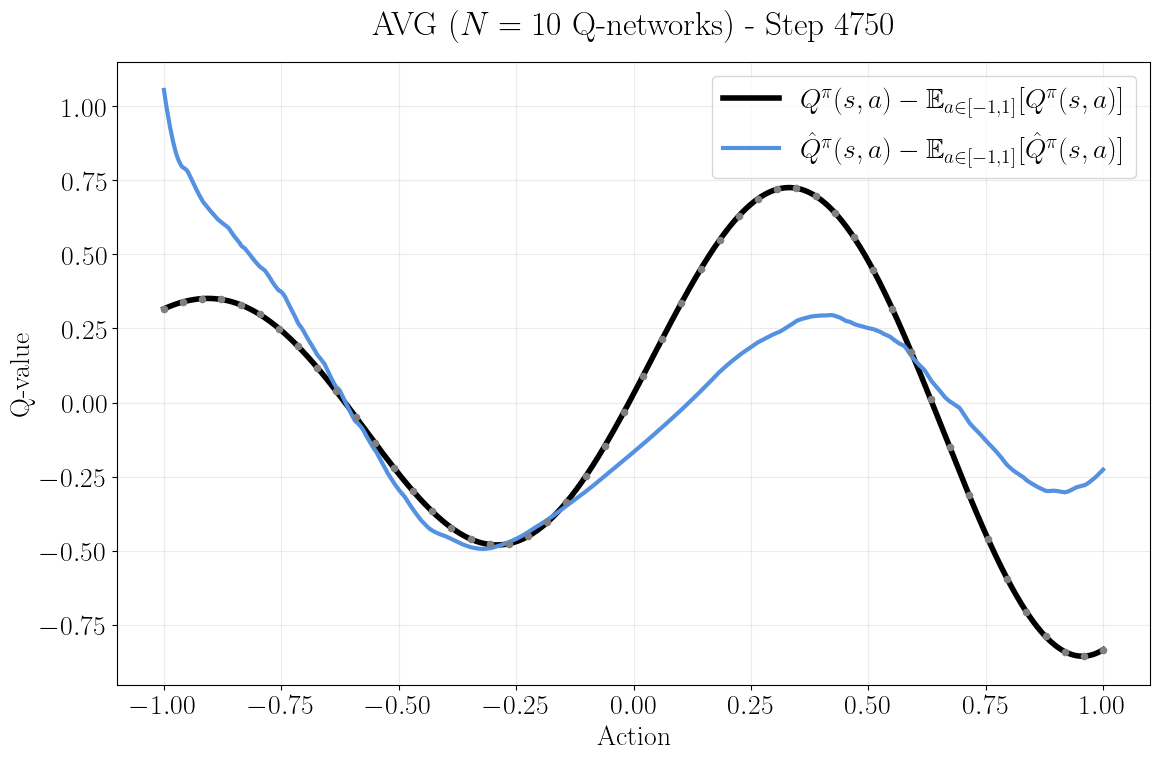 AVG (N = 10 Q-networks) - Step 4750
Q^π(s, a) − 𝔼_{a∈[−1,1]}[Q^π(s, a)]
Q̂^π(s, a) − 𝔼_{a∈[−1,1]}[Q̂^π(s, a)]
Q-value
1.00
0.75
0.50
0.25
0.00
−0.25
−0.50
−0.75
−1.00 −0.75 −0.50 −0.25 0.00 0.25 0.50 0.75 1.00
Action